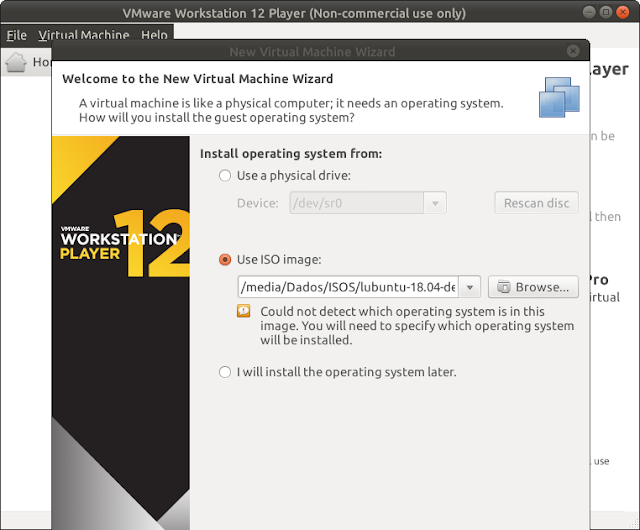 VMware Workstation 12 Player (Non-commercial use only)
File Virtual Machine Help
New Virtual Machine Wizard
Welcome to the New Virtual Machine Wizard
A virtual machine is like a physical computer; it needs an operating system.
How will you install the guest operating system?
Install operating system from:
Use a physical drive:
Device: /dev/sr0 Rescan disc
VMWARE
WORKSTATION™
PLAYER 12
Use ISO image:
/media/Dados/ISOS/lubuntu-18.04-de Browse...
Could not detect which operating system is in this
image. You will need to specify which operating system
will be installed.
I will install the operating system later.
ayer
n be
then
Pro
irtual
use